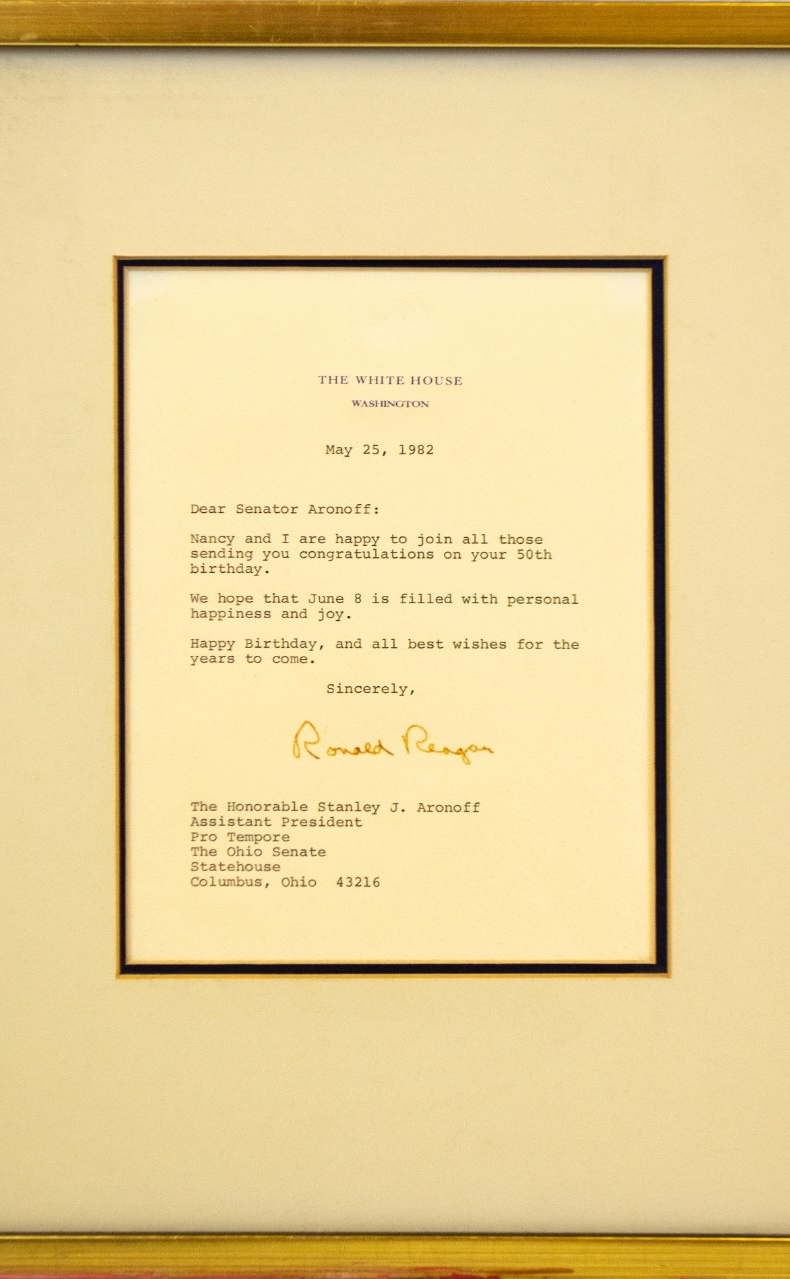 THE WHITE HOUSE
WASHINGTON
May 25, 1982
Dear Senator Aronoff:
Nancy and I are happy to join all those
sending you congratulations on your 50th
birthday.
We hope that June 8 is filled with personal
happiness and joy.
Happy Birthday, and all best wishes for the
years to come.
Sincerely,
Ronald Reagan
The Honorable Stanley J. Aronoff
Assistant President
Pro Tempore
The Ohio Senate
Statehouse
Columbus, Ohio  43216